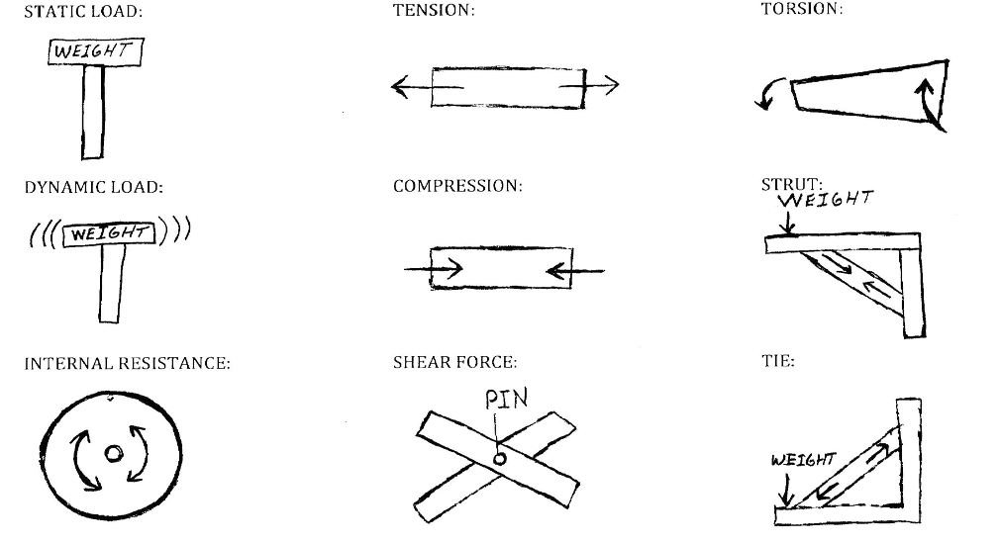 STATIC LOAD:
WEIGHT
TENSION:
TORSION:
DYNAMIC LOAD:
WEIGHT
COMPRESSION:
STRUT:
WEIGHT
INTERNAL RESISTANCE:
SHEAR FORCE:
PIN
TIE:
WEIGHT